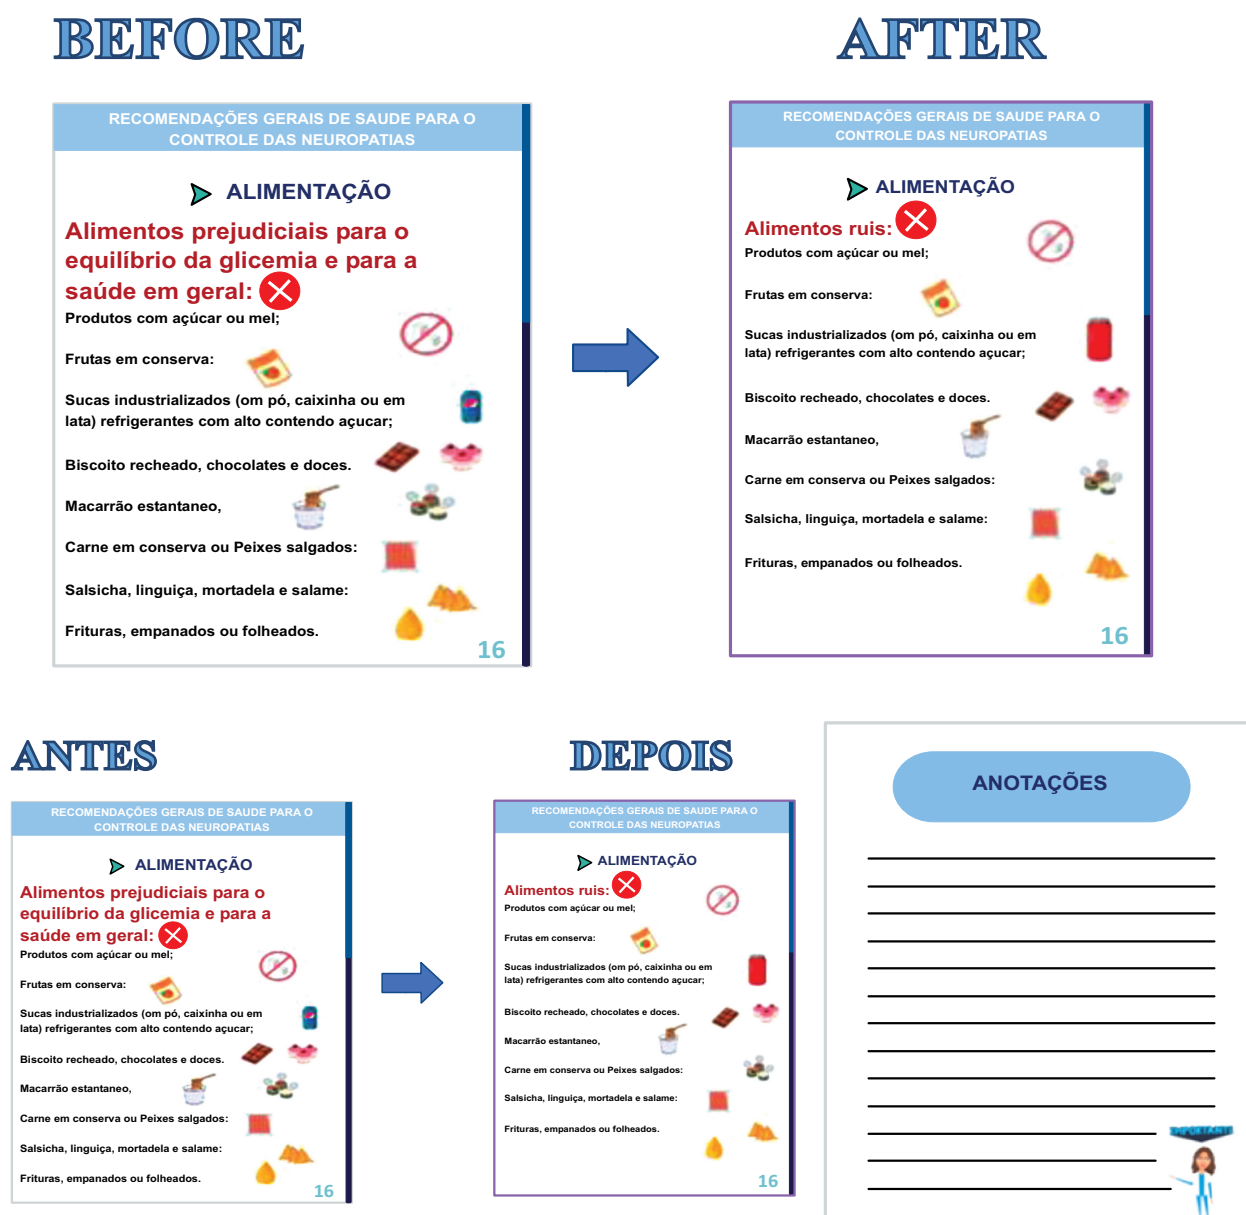 BEFORE
RECOMENDAÇÕES GERAIS DE SAUDE PARA O
CONTROLE DAS NEUROPATIAS
ALIMENTAÇÃO
Alimentos prejudiciais para o
equilíbrio da glicemia e para a
saúde em geral:
Produtos com açúcar ou mel;
Frutas em conserva:
Sucas industrializados (om pó, caixinha ou em
lata) refrigerantes com alto contendo açucar;
Biscoito recheado, chocolates e doces.
Macarrão estantaneo,
Carne em conserva ou Peixes salgados:
Salsicha, linguiça, mortadela e salame:
Frituras, empanados ou folheados.
16
AFTER
RECOMENDAÇÕES GERAIS DE SAUDE PARA O
CONTROLE DAS NEUROPATIAS
ALIMENTAÇÃO
Alimentos ruis:
Produtos com açúcar ou mel;
Frutas em conserva:
Sucas industrializados (om pó, caixinha ou em
lata) refrigerantes com alto contendo açucar;
Biscoito recheado, chocolates e doces.
Macarrão estantaneo,
Carne em conserva ou Peixes salgados:
Salsicha, linguiça, mortadela e salame:
Frituras, empanados ou folheados.
16
ANTES
RECOMENDAÇÕES GERAIS DE SAUDE PARA O
CONTROLE DAS NEUROPATIAS
ALIMENTAÇÃO
Alimentos prejudiciais para o
equilíbrio da glicemia e para a
saúde em geral:
Produtos com açúcar ou mel;
Frutas em conserva:
Sucas industrializados (om pó, caixinha ou em
lata) refrigerantes com alto contendo açucar;
Biscoito recheado, chocolates e doces.
Macarrão estantaneo,
Carne em conserva ou Peixes salgados:
Salsicha, linguiça, mortadela e salame:
Frituras, empanados ou folheados.
16
DEPOIS
RECOMENDAÇÕES GERAIS DE SAUDE PARA O
CONTROLE DAS NEUROPATIAS
ALIMENTAÇÃO
Alimentos ruis:
Produtos com açúcar ou mel;
Frutas em conserva:
Sucas industrializados (om pó, caixinha ou em
lata) refrigerantes com alto contendo açucar;
Biscoito recheado, chocolates e doces.
Macarrão estantaneo,
Carne em conserva ou Peixes salgados:
Salsicha, linguiça, mortadela e salame:
Frituras, empanados ou folheados.
16
ANOTAÇÕES
IMPORTANTE